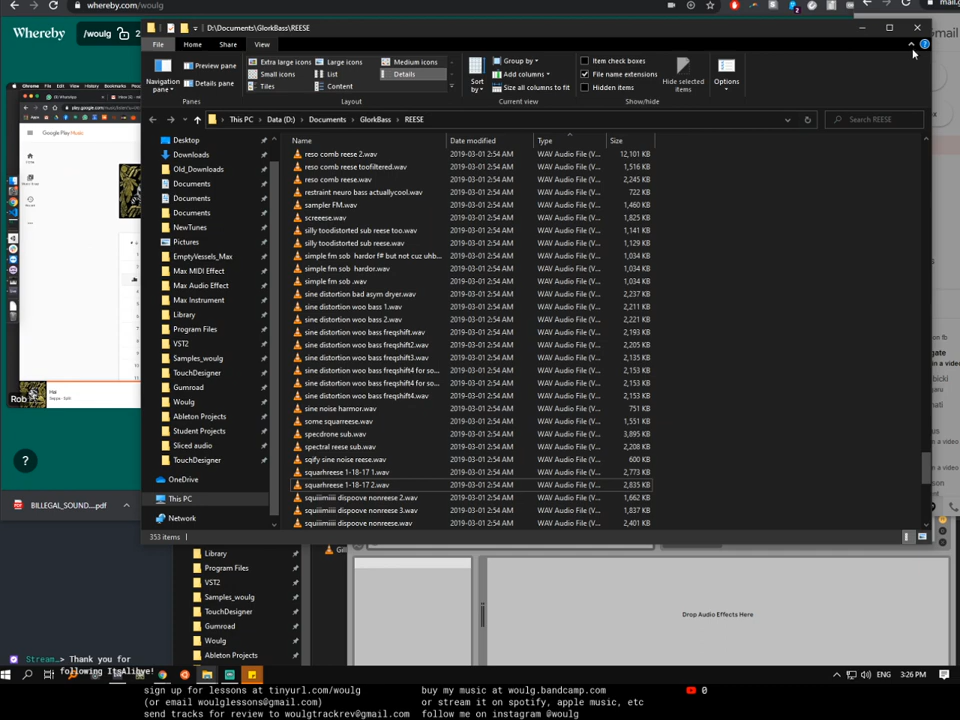 whereby.com/woulg
Whereby
/woulg
D:\Documents\GlorkBass\REESE
File
Home
Share
View
Navigation pane
Preview pane
Details pane
Panes
Extra large icons
Large icons
Medium icons
Small icons
List
Details
Tiles
Content
Layout
Sort by
Group by
Add columns
Size all columns to fit
Current view
Item check boxes
File name extensions
Hidden items
Hide selected items
Show/hide
Options
This PC
Data (D:)
Documents
GlorkBass
REESE
Search REESE
Name
Date modified
Type
Size
Desktop
Downloads
Old_Downloads
Documents
Documents
Documents
NewTunes
Pictures
EmptyVessels_Max
Max MIDI Effect
Max Audio Effect
Max Instrument
Library
Program Files
VST2
Samples_woulg
TouchDesigner
Gumroad
Woulg
Ableton Projects
Student Projects
Sliced audio
TouchDesigner
OneDrive
This PC
Network
reso comb reese 2.wav 2019-03-01 2:54 AM WAV Audio File (V... 12,101 KB
reso comb reese toofiltered.wav 2019-03-01 2:54 AM WAV Audio File (V... 1,516 KB
reso comb reese.wav 2019-03-01 2:54 AM WAV Audio File (V... 2,245 KB
restraint neuro bass actuallycool.wav 2019-03-01 2:54 AM WAV Audio File (V... 722 KB
sampler FM.wav 2019-03-01 2:54 AM WAV Audio File (V... 1,460 KB
screeese.wav 2019-03-01 2:54 AM WAV Audio File (V... 1,825 KB
silly toodistorted sub reese too.wav 2019-03-01 2:54 AM WAV Audio File (V... 1,141 KB
silly toodistorted sub reese.wav 2019-03-01 2:54 AM WAV Audio File (V... 1,129 KB
simple fm sob  hardor f# but not cuz uhb... 2019-03-01 2:54 AM WAV Audio File (V... 1,034 KB
simple fm sob  hardor.wav 2019-03-01 2:54 AM WAV Audio File (V... 1,034 KB
simple fm sob .wav 2019-03-01 2:54 AM WAV Audio File (V... 1,034 KB
sine distortion bad asym dryer.wav 2019-03-01 2:54 AM WAV Audio File (V... 2,237 KB
sine distortion woo bass 1.wav 2019-03-01 2:54 AM WAV Audio File (V... 2,221 KB
sine distortion woo bass 2.wav 2019-03-01 2:54 AM WAV Audio File (V... 2,221 KB
sine distortion woo bass freqshift.wav 2019-03-01 2:54 AM WAV Audio File (V... 2,193 KB
sine distortion woo bass freqshift2.wav 2019-03-01 2:54 AM WAV Audio File (V... 2,205 KB
sine distortion woo bass freqshift3.wav 2019-03-01 2:54 AM WAV Audio File (V... 2,153 KB
sine distortion woo bass freqshift4 for so... 2019-03-01 2:54 AM WAV Audio File (V... 2,153 KB
sine distortion woo bass freqshift4 for so... 2019-03-01 2:54 AM WAV Audio File (V... 2,153 KB
sine distortion woo bass freqshift4.wav 2019-03-01 2:54 AM WAV Audio File (V... 2,153 KB
sine noise harmor.wav 2019-03-01 2:54 AM WAV Audio File (V... 751 KB
some squarreese.wav 2019-03-01 2:54 AM WAV Audio File (V... 1,551 KB
specdrone sub.wav 2019-03-01 2:54 AM WAV Audio File (V... 3,895 KB
spectral reese sub.wav 2019-03-01 2:54 AM WAV Audio File (V... 2,208 KB
sqify sine noise reese.wav 2019-03-01 2:54 AM WAV Audio File (V... 600 KB
squarhreese 1-18-17 1.wav 2019-03-01 2:54 AM WAV Audio File (V... 2,773 KB
squarhreese 1-18-17 2.wav 2019-03-01 2:54 AM WAV Audio File (V... 2,835 KB
squiiimiiii dispoove nonreese 2.wav 2019-03-01 2:54 AM WAV Audio File (V... 1,662 KB
squiiimiiii dispoove nonreese 3.wav 2019-03-01 2:54 AM WAV Audio File (V... 1,837 KB
squiiimiiii dispoove nonreese.wav 2019-03-01 2:54 AM WAV Audio File (V... 2,401 KB
353 items
Google Play Music
Rob
BILLEGAL_SOUND....pdf
Library
Program Files
VST2
Samples_woulg
TouchDesigner
Gumroad
Woulg
Ableton Projects
Drop Audio Effects Here
Stream..> Thank you for
following ItsAlibye!
ENG
3:26 PM
sign up for lessons at tinyurl.com/woulg
(or email woulglessons@gmail.com)
send tracks for review to woulgtrackrev@gmail.com
buy my music at woulg.bandcamp.com
or stream it on spotify, apple music, etc
follow me on instagram @woulg
0